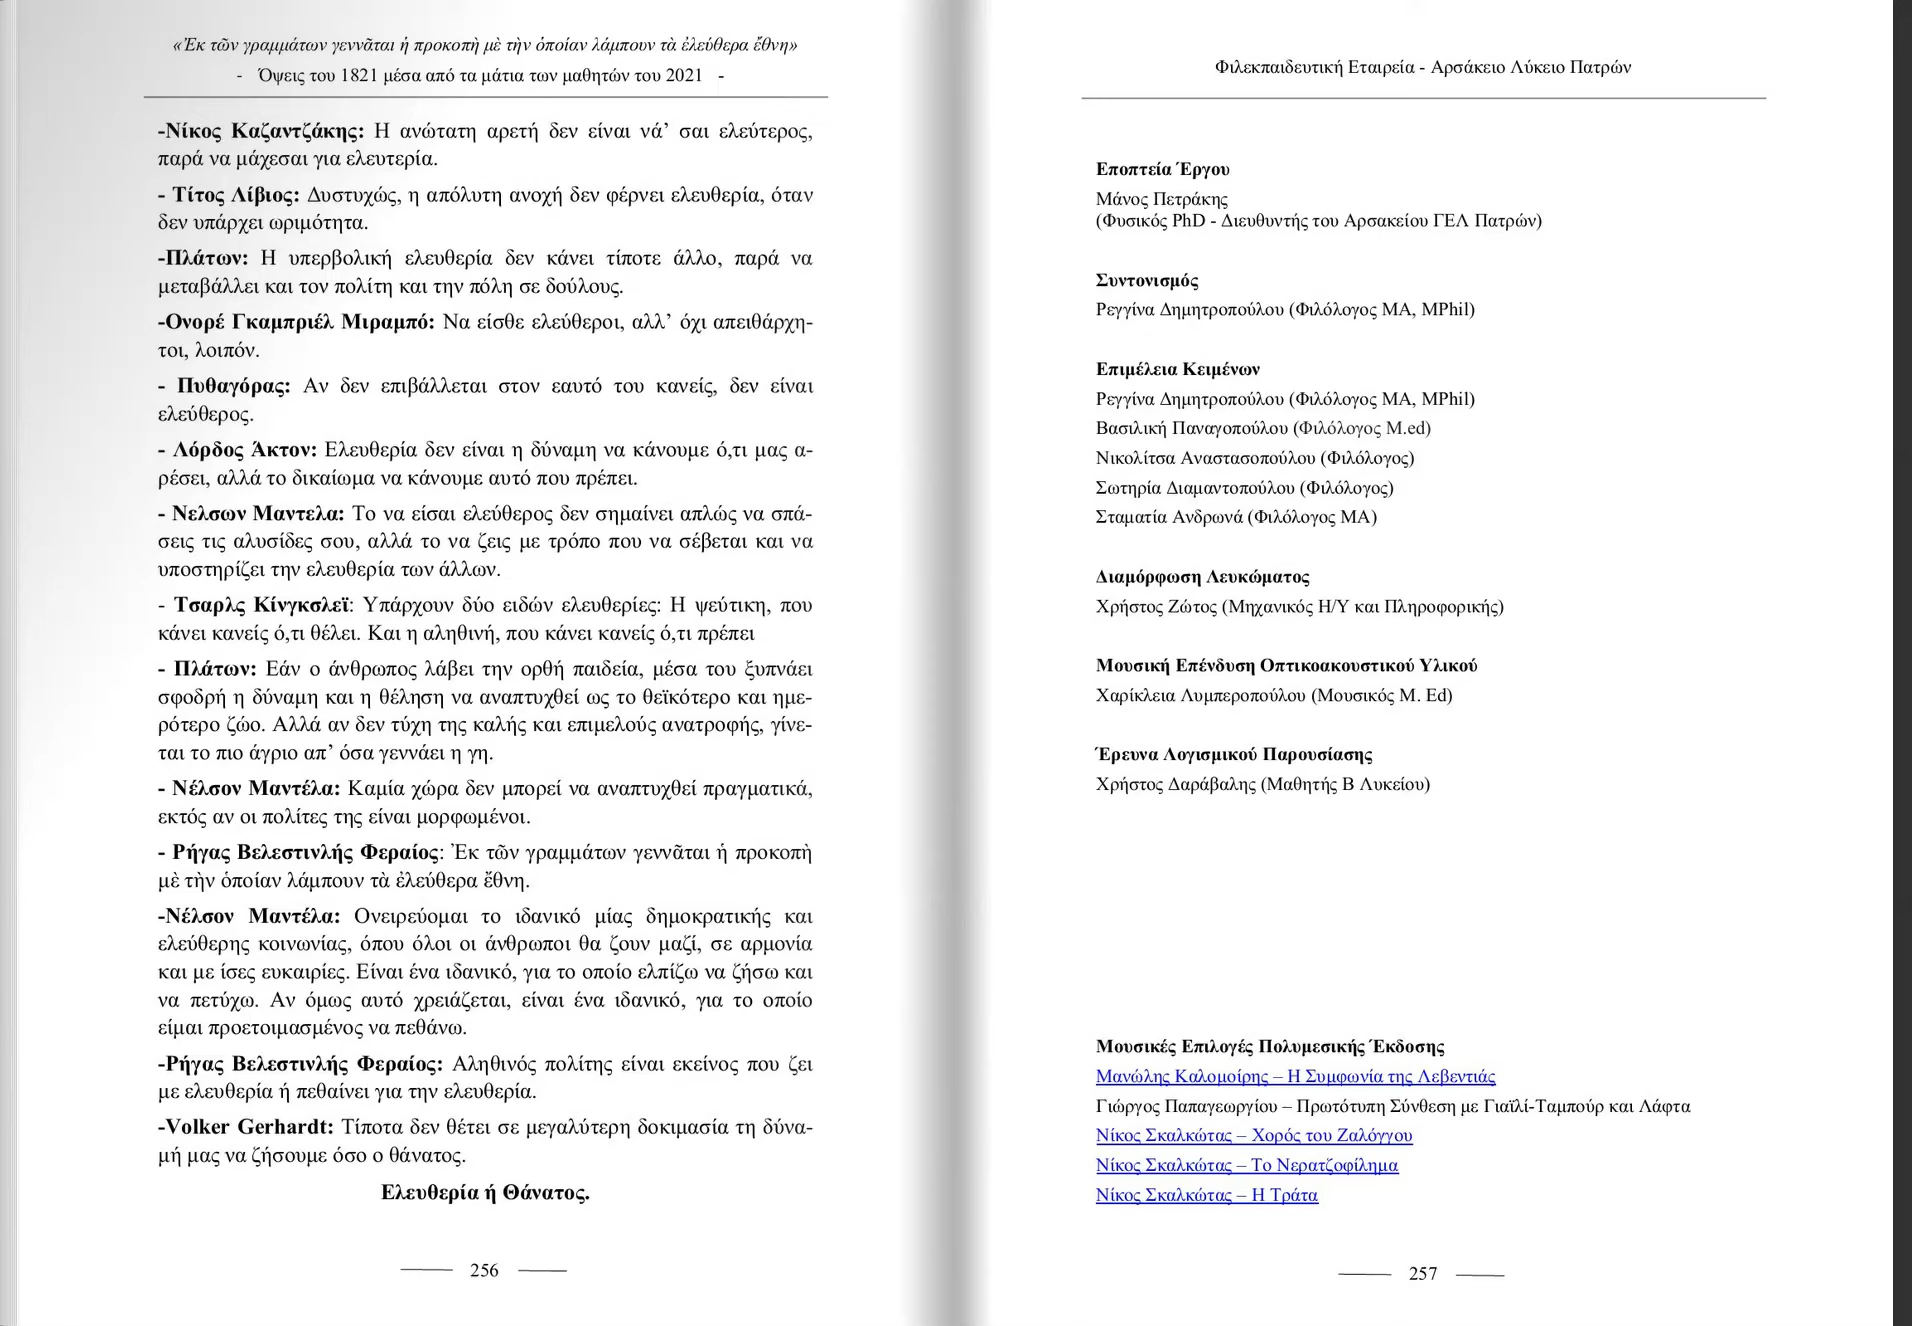 «Ἐκ τῶν γραμμάτων γεννᾶται ἡ προκοπὴ μὲ τὴν ὁποίαν λάμπουν τὰ ἐλεύθερα ἔθνη»
- Όψεις του 1821 μέσα από τα μάτια των μαθητών του 2021 -
-Νίκος Καζαντζάκης: Η ανώτατη αρετή δεν είναι νά’ σαι ελεύτερος,
παρά να μάχεσαι για ελευτερία.
- Τίτος Λίβιος: Δυστυχώς, η απόλυτη ανοχή δεν φέρνει ελευθερία, όταν
δεν υπάρχει ωριμότητα.
-Πλάτων: Η υπερβολική ελευθερία δεν κάνει τίποτε άλλο, παρά να
μεταβάλλει και τον πολίτη και την πόλη σε δούλους.
-Ονορέ Γκαμπριέλ Μιραμπό: Να είσθε ελεύθεροι, αλλ’ όχι απειθάρχη-
τοι, λοιπόν.
- Πυθαγόρας: Αν δεν επιβάλλεται στον εαυτό του κανείς, δεν είναι
ελεύθερος.
- Λόρδος Άκτον: Ελευθερία δεν είναι η δύναμη να κάνουμε ό,τι μας α-
ρέσει, αλλά το δικαίωμα να κάνουμε αυτό που πρέπει.
- Νελσων Μαντελα: Το να είσαι ελεύθερος δεν σημαίνει απλώς να σπά-
σεις τις αλυσίδες σου, αλλά το να ζεις με τρόπο που να σέβεται και να
υποστηρίζει την ελευθερία των άλλων.
- Τσαρλς Κίνγκσλεϊ: Υπάρχουν δύο ειδών ελευθερίες: Η ψεύτικη, που
κάνει κανείς ό,τι θέλει. Και η αληθινή, που κάνει κανείς ό,τι πρέπει
- Πλάτων: Εάν ο άνθρωπος λάβει την ορθή παιδεία, μέσα του ξυπνάει
σφοδρή η δύναμη και η θέληση να αναπτυχθεί ως το θεϊκότερο και ημε-
ρότερο ζώο. Αλλά αν δεν τύχη της καλής και επιμελούς ανατροφής, γίνε-
ται το πιο άγριο απ’ όσα γεννάει η γη.
- Νέλσον Μαντέλα: Καμία χώρα δεν μπορεί να αναπτυχθεί πραγματικά,
εκτός αν οι πολίτες της είναι μορφωμένοι.
- Ρήγας Βελεστινλής Φεραίος: Ἐκ τῶν γραμμάτων γεννᾶται ἡ προκοπὴ
μὲ τὴν ὁποίαν λάμπουν τὰ ἐλεύθερα ἔθνη.
-Νέλσον Μαντέλα: Ονειρεύομαι το ιδανικό μίας δημοκρατικής και
ελεύθερης κοινωνίας, όπου όλοι οι άνθρωποι θα ζουν μαζί, σε αρμονία
και με ίσες ευκαιρίες. Είναι ένα ιδανικό, για το οποίο ελπίζω να ζήσω και
να πετύχω. Αν όμως αυτό χρειάζεται, είναι ένα ιδανικό, για το οποίο
είμαι προετοιμασμένος να πεθάνω.
-Ρήγας Βελεστινλής Φεραίος: Αληθινός πολίτης είναι εκείνος που ζει
με ελευθερία ή πεθαίνει για την ελευθερία.
-Volker Gerhardt: Τίποτα δεν θέτει σε μεγαλύτερη δοκιμασία τη δύνα-
μή μας να ζήσουμε όσο ο θάνατος.
Ελευθερία ή Θάνατος.
256
Φιλεκπαιδευτική Εταιρεία - Αρσάκειο Λύκειο Πατρών
Εποπτεία Έργου
Μάνος Πετράκης
(Φυσικός PhD - Διευθυντής του Αρσακείου ΓΕΛ Πατρών)
Συντονισμός
Ρεγγίνα Δημητροπούλου (Φιλόλογος MA, MPhil)
Επιμέλεια Κειμένων
Ρεγγίνα Δημητροπούλου (Φιλόλογος MA, MPhil)
Βασιλική Παναγοπούλου (Φιλόλογος M.ed)
Νικολίτσα Αναστασοπούλου (Φιλόλογος)
Σωτηρία Διαμαντοπούλου (Φιλόλογος)
Σταματία Ανδρωνά (Φιλόλογος MA)
Διαμόρφωση Λευκώματος
Χρήστος Ζώτος (Μηχανικός Η/Υ και Πληροφορικής)
Μουσική Επένδυση Οπτικοακουστικού Υλικού
Χαρίκλεια Λυμπεροπούλου (Μουσικός M. Ed)
Έρευνα Λογισμικού Παρουσίασης
Χρήστος Δαράβαλης (Μαθητής Β Λυκείου)
Μουσικές Επιλογές Πολυμεσικής Έκδοσης
Μανώλης Καλομοίρης – Η Συμφωνία της Λεβεντιάς
Γιώργος Παπαγεωργίου – Πρωτότυπη Σύνθεση με Γιαϊλί-Ταμπούρ και Λάφτα
Νίκος Σκαλκώτας – Χορός του Ζαλόγγου
Νίκος Σκαλκώτας – Το Νερατζοφίλημα
Νίκος Σκαλκώτας – Η Τράτα
257